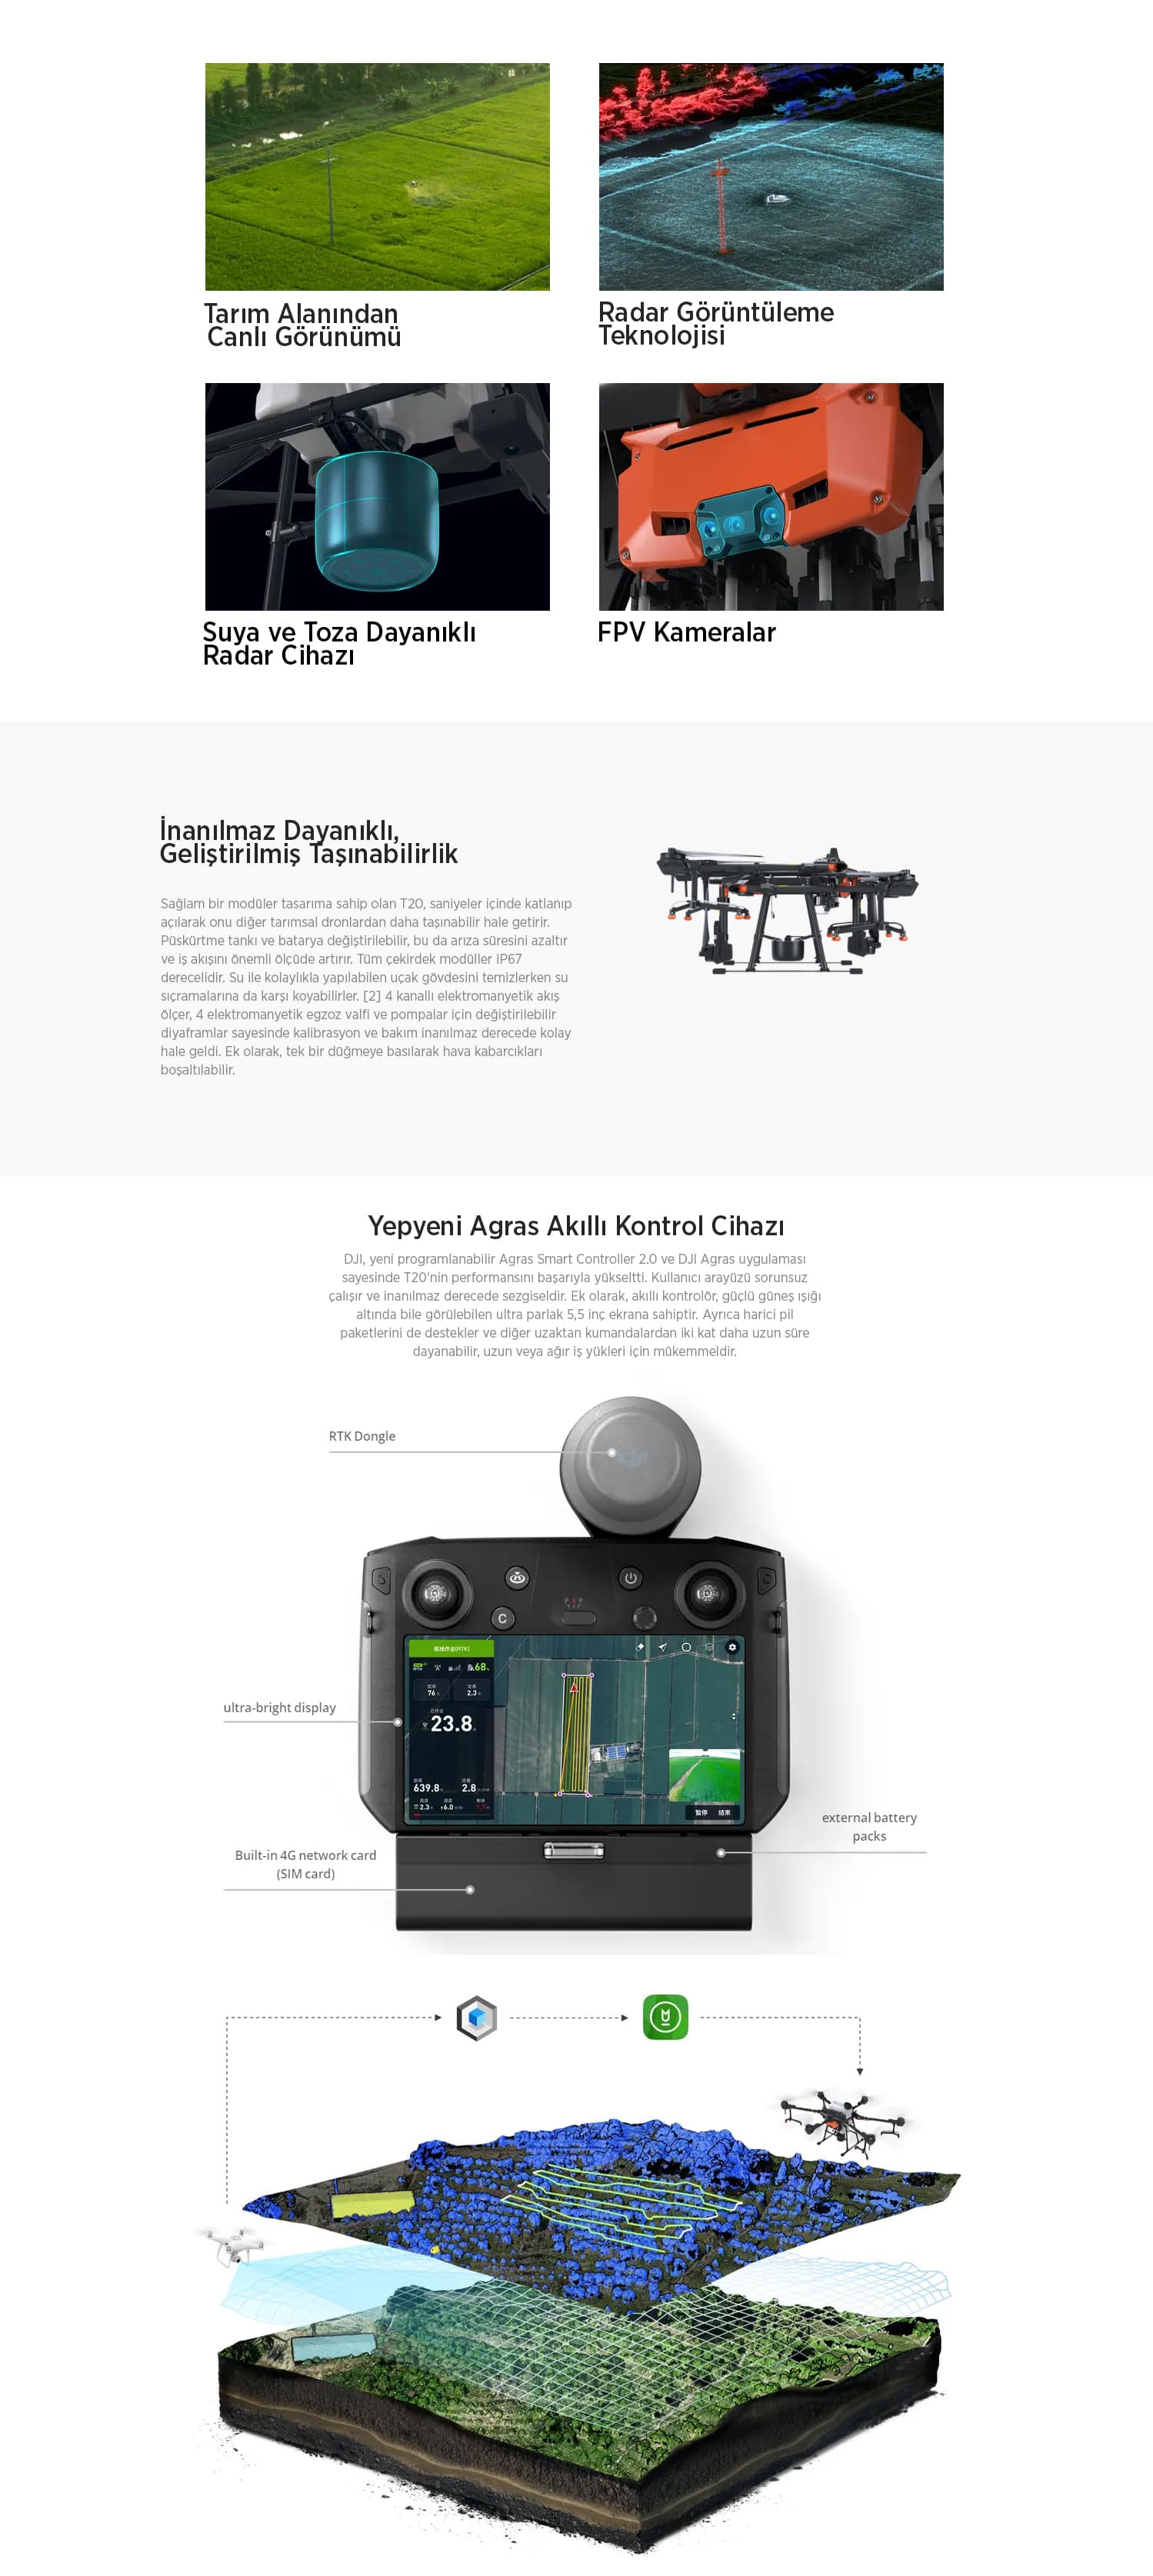 Tarım Alanından
Canlı Görünümü
Radar Görüntüleme
Teknolojisi
Suya ve Toza Dayanıklı
Radar Cihazı
FPV Kameralar
İnanılmaz Dayanıklı,
Geliştirilmiş Taşınabilirlik
Sağlam bir modüler tasarıma sahip olan T20, saniyeler içinde katlanıp
açılarak onu diğer tarımsal dronlardan daha taşınabilir hale getirir.
Püskürtme tankı ve batarya değiştirilebilir, bu da arıza süresini azaltır
ve iş akışını önemli ölçüde artırır. Tüm çekirdek modüller IP67
derecelidir. Su ile kolaylıkla yapılabilen uçak gövdesini temizlerken su
sıçramalarına da karşı koyabilirler. [2] 4 kanallı elektromanyetik akış
ölçer, 4 elektromanyetik egzoz valfi ve pompalar için değiştirilebilir
diyaframlar sayesinde kalibrasyon ve bakım inanılmaz derecede kolay
hale geldi. Ek olarak, tek bir düğmeye basılarak hava kabarcıkları
boşaltılabilir.
Yepyeni Agras Akıllı Kontrol Cihazı
DJI, yeni programlanabilir Agras Smart Controller 2.0 ve DJI Agras uygulaması
sayesinde T20'nin performansını başarıyla yükseltti. Kullanıcı arayüzü sorunsuz
çalışır ve inanılmaz derecede sezgiseldir. Ek olarak, akıllı kontrolör, güçlü güneş ışığı
altında bile görülebilen ultra parlak 5,5 inç ekrana sahiptir. Ayrıca harici pil
paketlerini de destekler ve diğer uzaktan kumandalardan iki kat daha uzun süre
dayanabilir, uzun veya ağır iş yükleri için mükemmeldir.
RTK Dongle
C
68
76
2.3
23.8
639.8
2.8
2.3
+6.0
暂停 结束
ultra-bright display
external battery
packs
Built-in 4G network card
(SIM card)